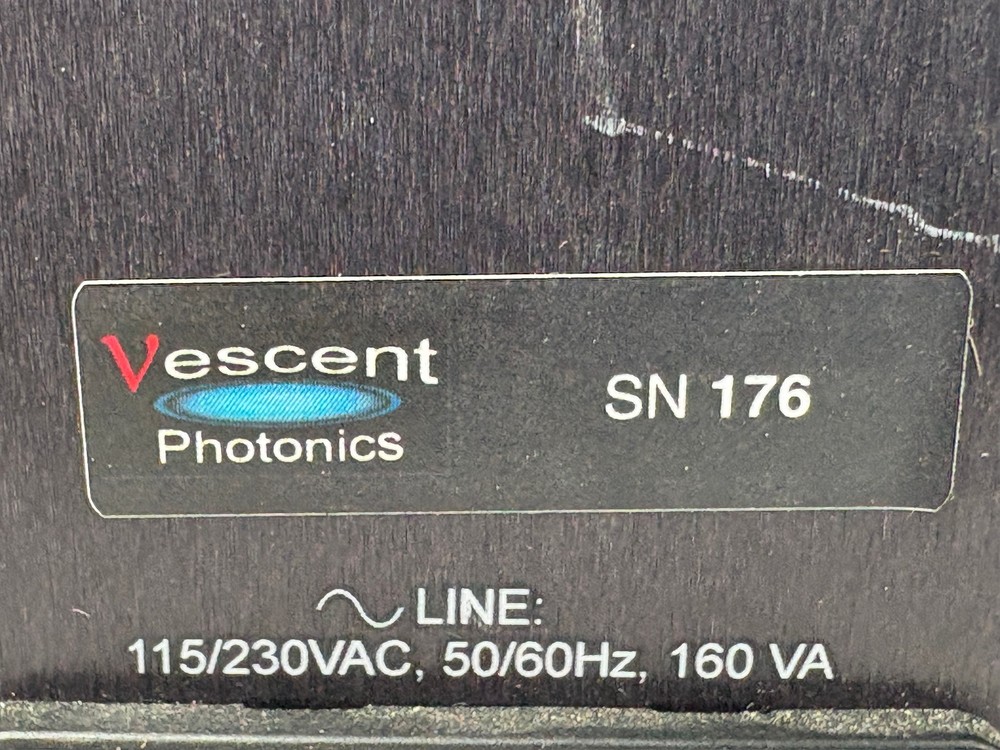 Vescent
Photonics
SN 176
LINE:
115/230VAC, 50/60Hz, 160 VA